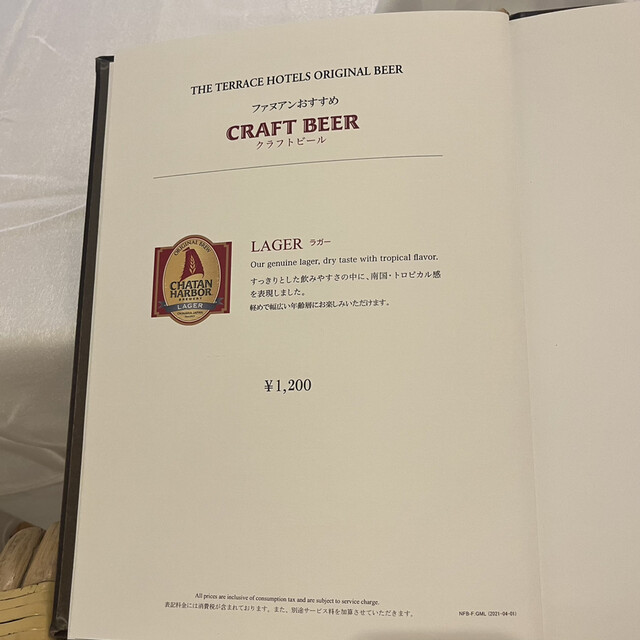 THE TERRACE HOTELS ORIGINAL BEER
ファヌアンおすすめ
CRAFT BEER
クラフトビール
ORIGINAL BEER
CHATAN
HARBOR
BREWERY
LAGER
LAGER ラガー
Our genuine lager, dry taste with tropical flavor.
すっきりとした飲みやすさの中に、南国・トロピカル感
を表現しました。
軽めで幅広い年齢層にお楽しみいただけます。
¥1,200
All prices are inclusive of consumption tax and are subject to service charge.
表記料金には消費税が含まれております。また、別途サービス料を加算させていただきます。
NFB-F:GML (2021-04-01)